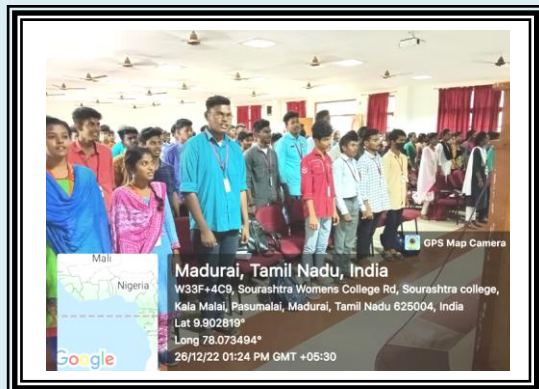 GPS Map Camera
Mali
Nigeria
Google
Madurai, Tamil Nadu, India
W33F+4C9, Sourashtra Womens College Rd, Sourashtra college,
Kala Malai, Pasumalai, Madurai, Tamil Nadu 625004, India
Lat 9.902819°
Long 78.073494°
26/12/22 01:24 PM GMT +05:30